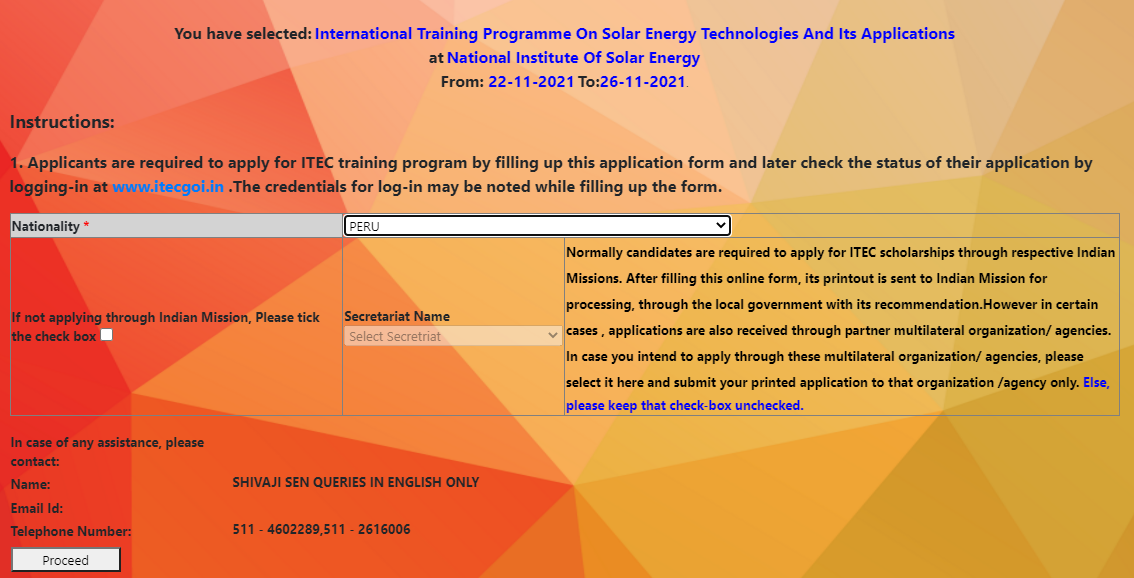 You have selected: International Training Programme On Solar Energy Technologies And Its Applications
at National Institute Of Solar Energy
From: 22-11-2021 To:26-11-2021.
Instructions:
1. Applicants are required to apply for ITEC training program by filling up this application form and later check the status of their application by
logging-in at www.itecgoi.in .The credentials for log-in may be noted while filling up the form.
Nationality *
PERU
If not applying through Indian Mission, Please tick
the check box
Secretariat Name
Select Secretriat
Normally candidates are required to apply for ITEC scholarships through respective Indian
Missions. After filling this online form, its printout is sent to Indian Mission for
processing, through the local government with its recommendation.However in certain
cases , applications are also received through partner multilateral organization/ agencies.
In case you intend to apply through these multilateral organization/ agencies, please
select it here and submit your printed application to that organization /agency only. Else,
please keep that check-box unchecked.
In case of any assistance, please
contact:
Name:
SHIVAJI SEN QUERIES IN ENGLISH ONLY
Email Id:
Telephone Number:
511 - 4602289,511 - 2616006
Proceed